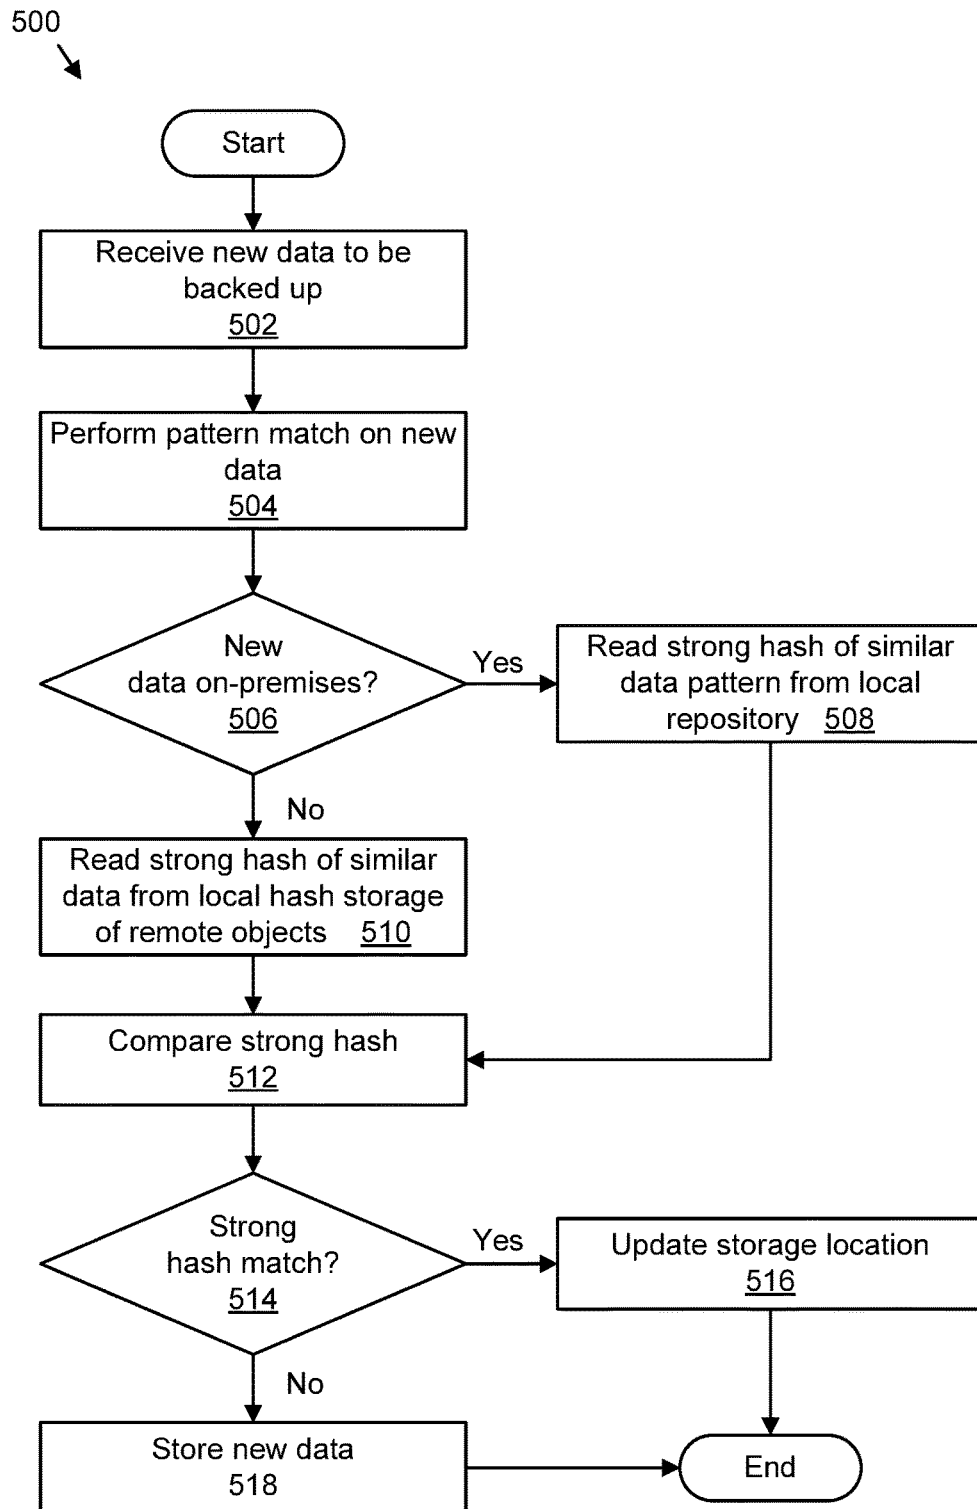 500
Start
Receive new data to be
backed up
502
Perform pattern match on new
data
504
New
data on-premises?
506
Yes
Read strong hash of similar
data pattern from local
repository 508
No
Read strong hash of similar
data from local hash storage
of remote objects 510
Compare strong hash
512
Strong
hash match?
514
Yes
Update storage location
516
No
Store new data
518
End